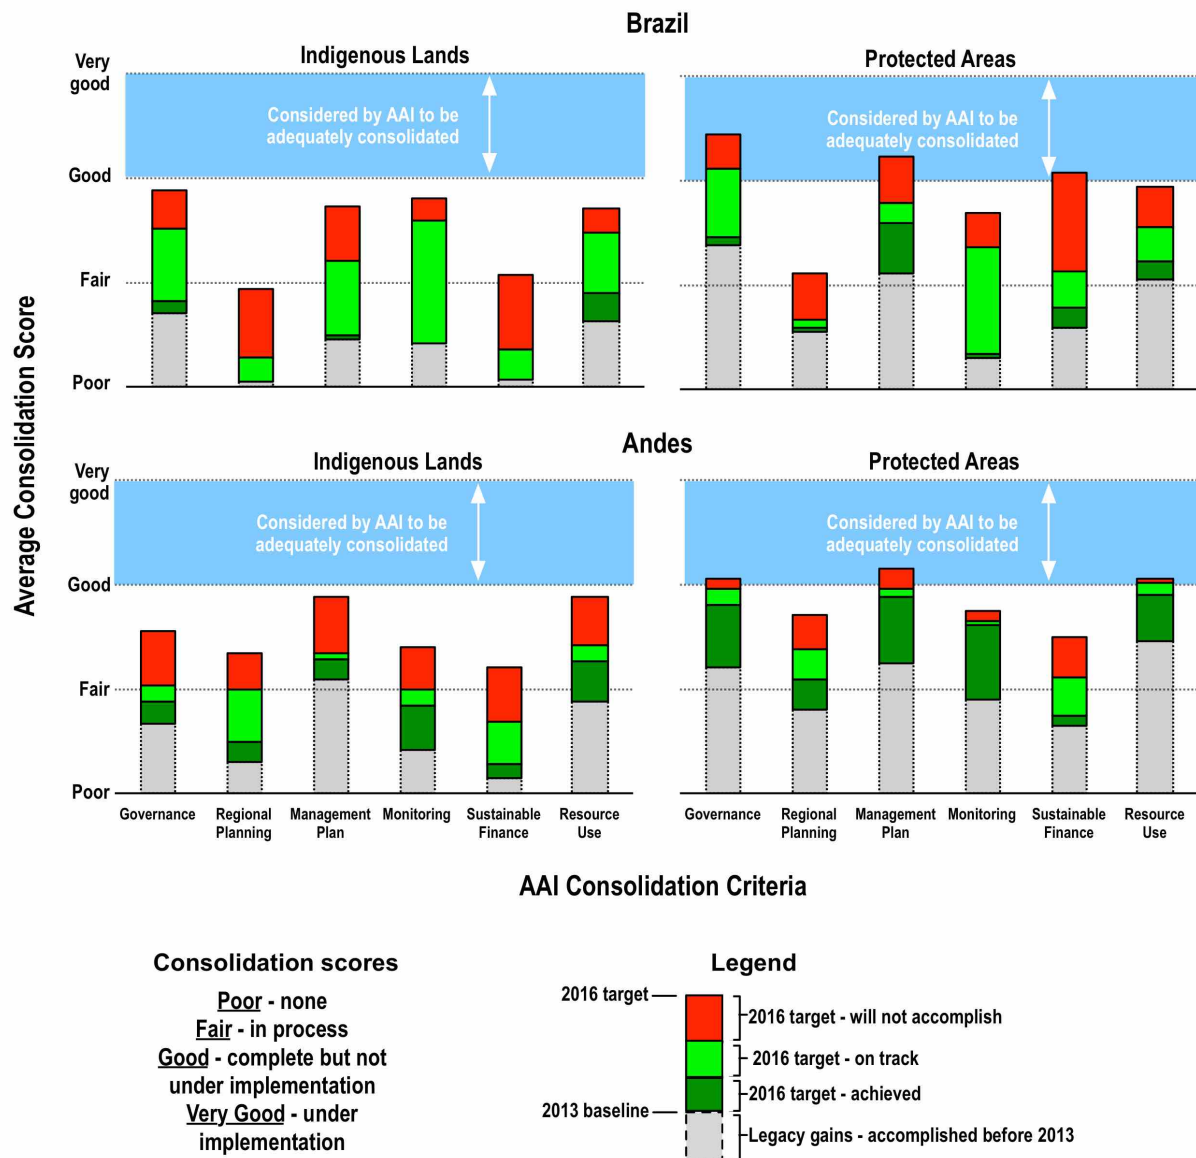 Brazil
Indigenous Lands
Protected Areas
Very
good
Considered by AAI to be
adequately consolidated
Considered by AAI to be
adequately consolidated
Good
Fair
Poor
Average Consolidation Score
Andes
Indigenous Lands
Protected Areas
Very
good
Considered by AAI to be
adequately consolidated
Considered by AAI to be
adequately consolidated
Good
Fair
Poor
Governance
Regional
Planning
Management
Plan
Monitoring
Sustainable
Finance
Resource
Use
Governance
Regional
Planning
Management
Plan
Monitoring
Sustainable
Finance
Resource
Use
AAI Consolidation Criteria
Consolidation scores
Poor - none
Fair - in process
Good - complete but not
under implementation
Very Good - under
implementation
Legend
2016 target
2016 target - will not accomplish
2016 target - on track
2016 target - achieved
2013 baseline
Legacy gains - accomplished before 2013